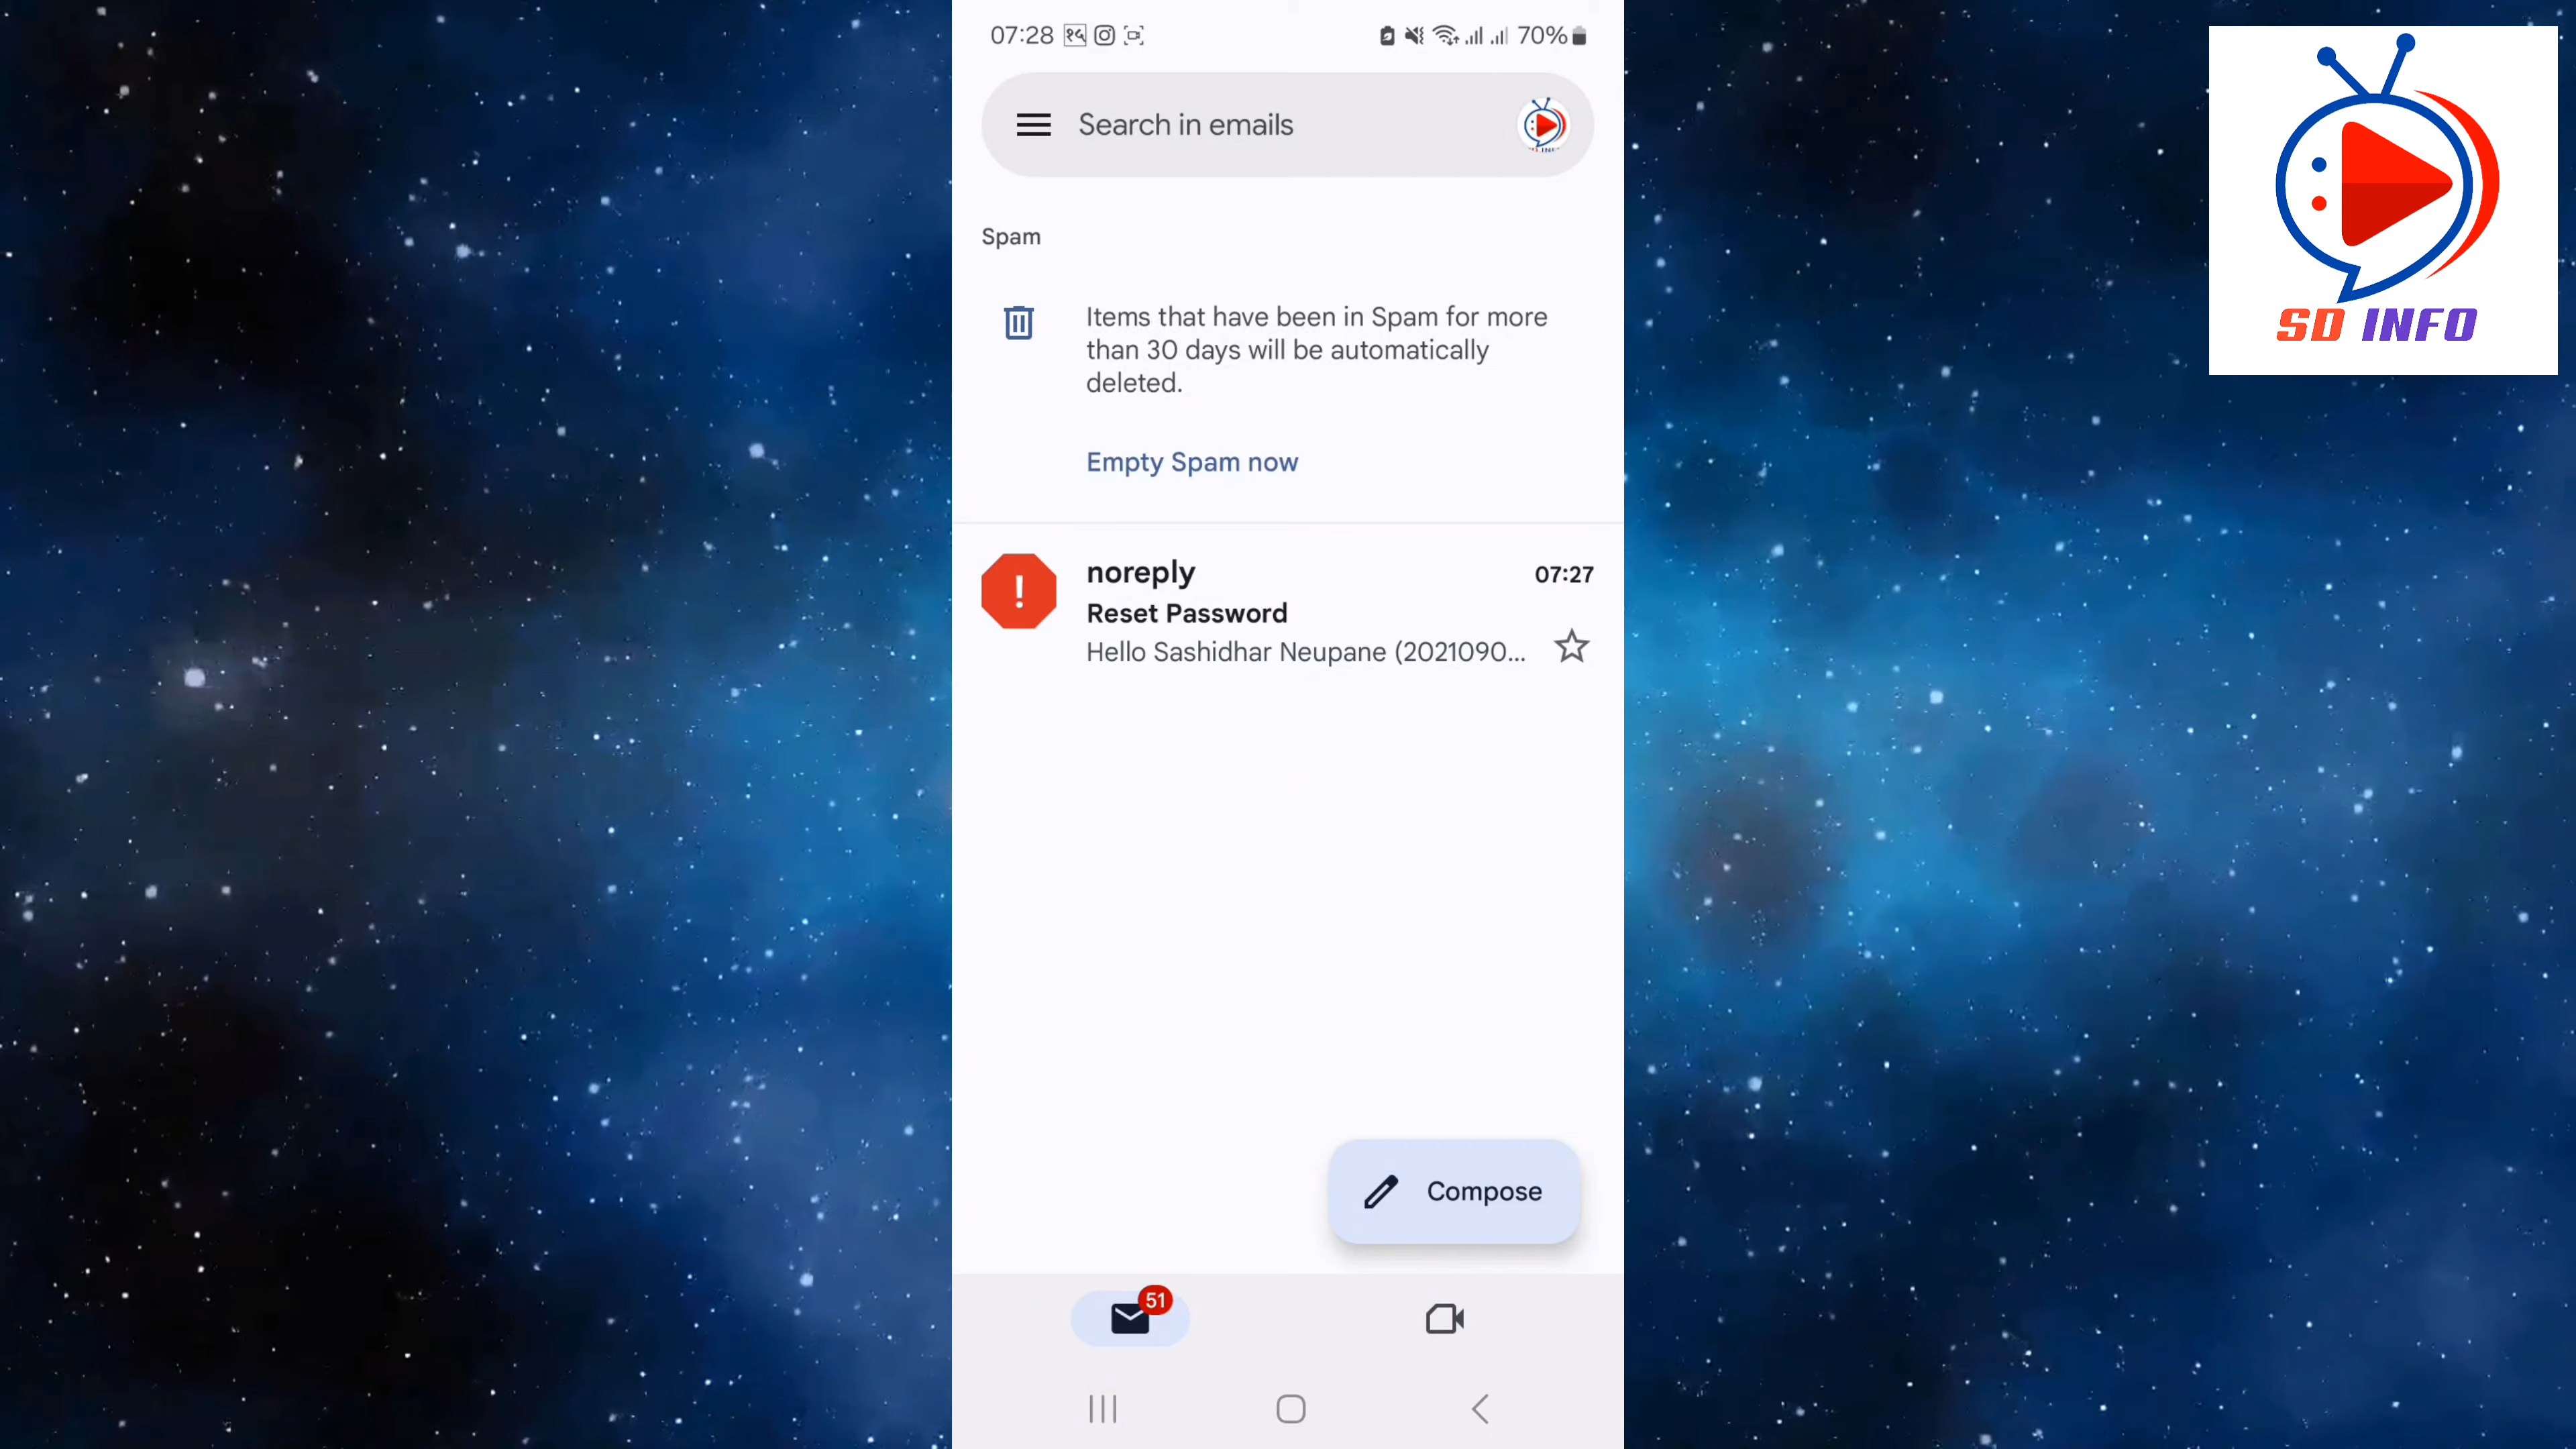 07:28
70%
Search in emails
SD INFO
Spam
Items that have been in Spam for more
than 30 days will be automatically
deleted.
Empty Spam now
noreply 07:27
Reset Password
Hello Sashidhar Neupane (2021090...
Compose
51
SD INFO